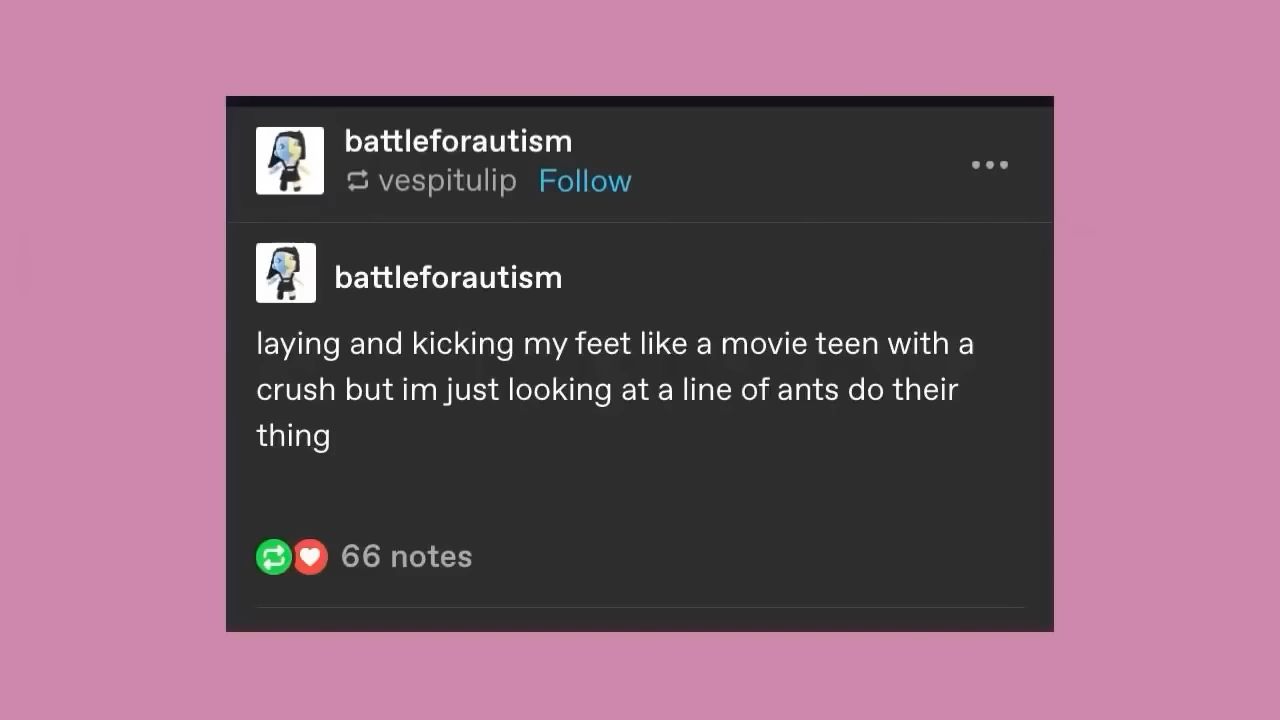 battleforautism
vespitulip Follow
battleforautism
laying and kicking my feet like a movie teen with a
crush but im just looking at a line of ants do their
thing
66 notes